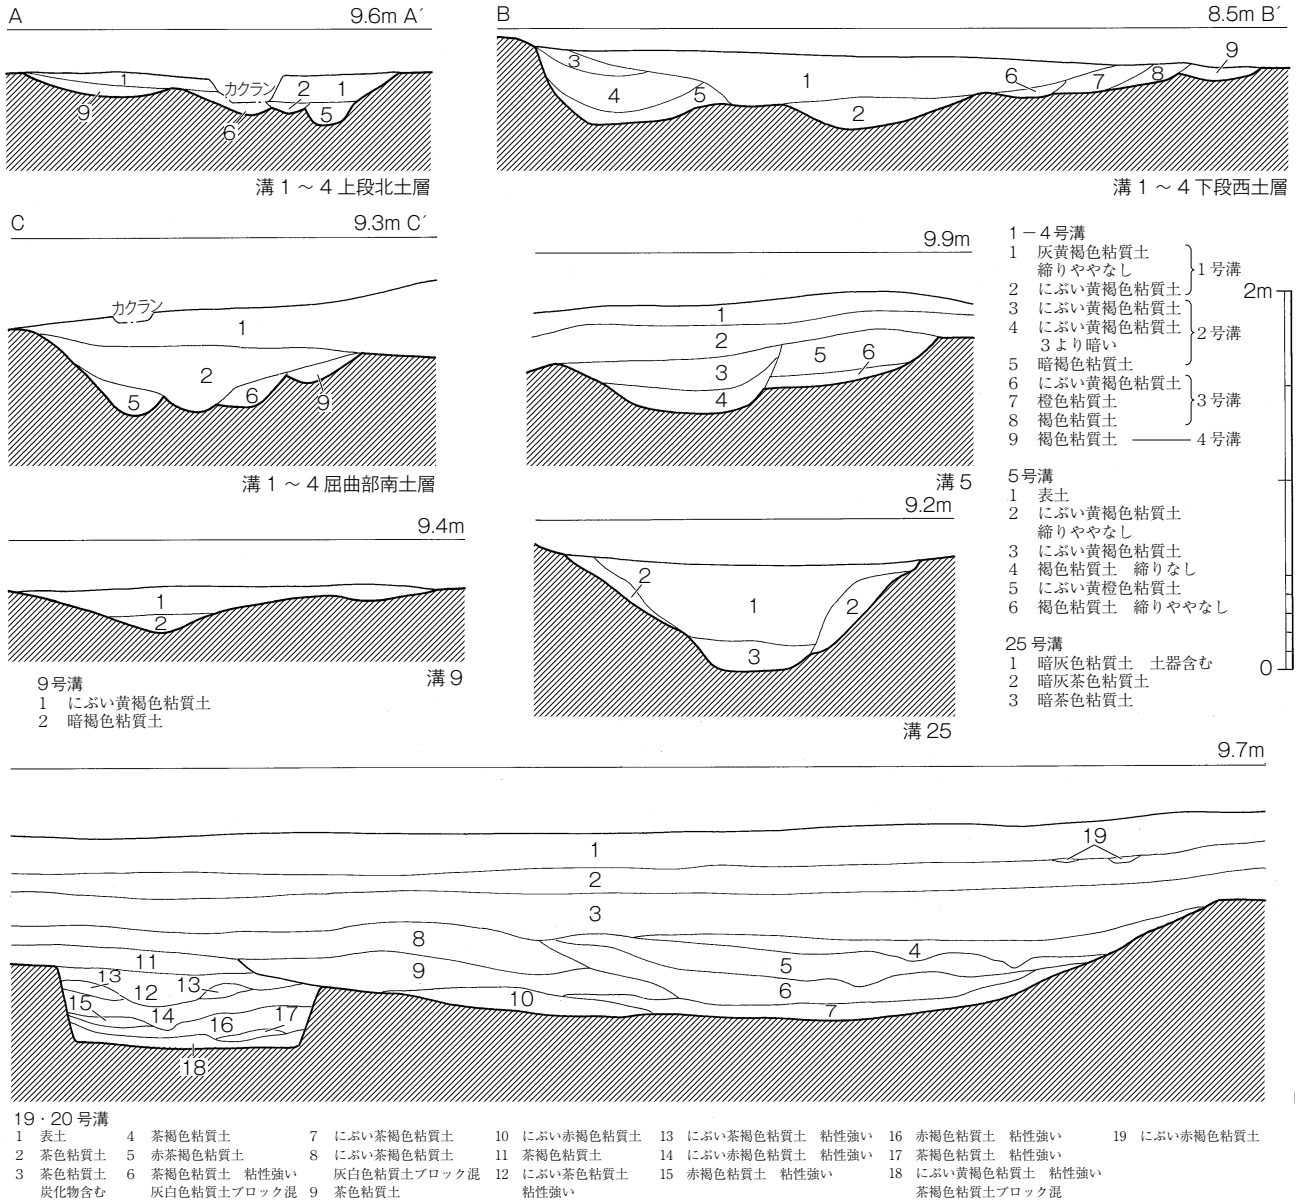 A 9.6m A´
1
カクラン
2
1
9
6
5
溝 1 ～ 4 上段北土層
B 8.5m B´
3
4
5
1
2
6
7
8
9
溝 1 ～ 4 下段西土層
C 9.3m C´
カクラン
1
2
5
6
9
溝 1 ～ 4 屈曲部南土層
9.9m
1
2
3
4
5
6
溝 5
1－4号溝
1 灰黄褐色粘質土
締りややなし
2 にぶい黄褐色粘質土
1号溝
3 にぶい黄褐色粘質土
4 にぶい黄褐色粘質土
3より暗い
5 暗褐色粘質土
2号溝
6 にぶい黄褐色粘質土
7 橙色粘質土
8 褐色粘質土
3号溝
9 褐色粘質土 4号溝
5号溝
1 表土
2 にぶい黄褐色粘質土
締りややなし
3 にぶい黄褐色粘質土
4 褐色粘質土 締りなし
5 にぶい黄橙色粘質土
6 褐色粘質土 締りややなし
25号溝
1 暗灰色粘質土 土器含む
2 暗灰茶色粘質土
3 暗茶色粘質土
2m
0
9.4m
1
2
溝 9
9号溝
1 にぶい黄褐色粘質土
2 暗褐色粘質土
9.2m
2
1
2
3
溝 25
9.7m
1
19
2
3
8
4
11
9
5
13
13
12
6
15
14
10
7
16
17
18
19・20号溝
1 表土
2 茶色粘質土
3 茶色粘質土
炭化物含む
4 茶褐色粘質土
5 赤茶褐色粘質土
6 茶褐色粘質土 粘性強い
灰白色粘質土ブロック混
7 にぶい茶褐色粘質土
8 にぶい茶褐色粘質土
灰白色粘質土ブロック混
9 茶色粘質土
10 にぶい赤褐色粘質土
11 茶褐色粘質土
12 にぶい茶色粘質土
粘性強い
13 にぶい茶褐色粘質土 粘性強い
14 にぶい赤褐色粘質土 粘性強い
15 赤褐色粘質土 粘性強い
16 赤褐色粘質土 粘性強い
17 茶褐色粘質土 粘性強い
18 にぶい黄褐色粘質土 粘性強い
茶褐色粘質土ブロック混
19 にぶい赤褐色粘質土